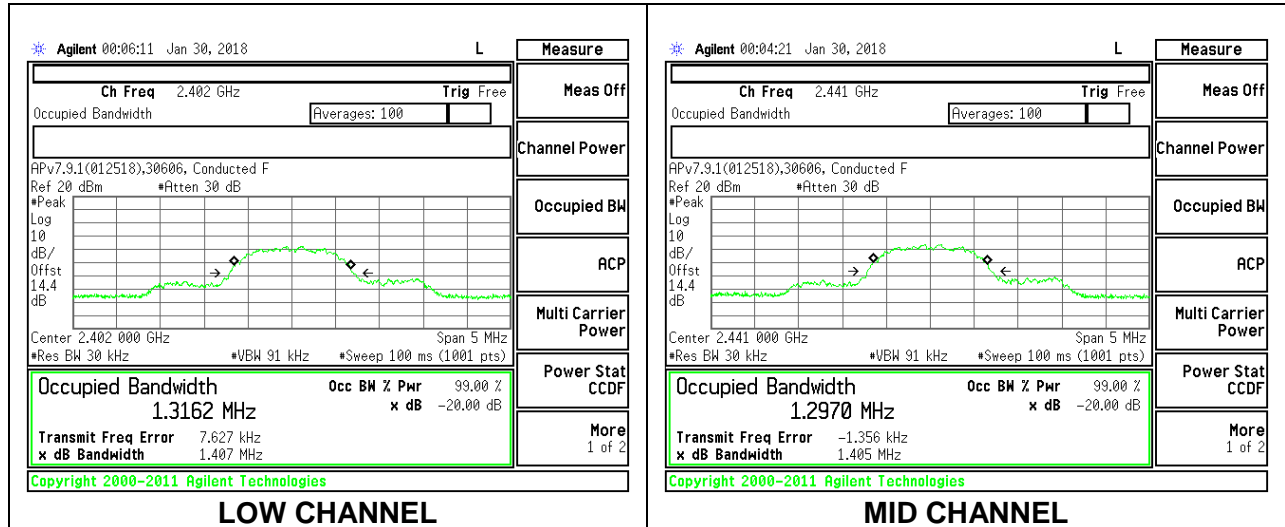 Agilent 00:06:11 Jan 30, 2018 L
Measure
Ch Freq 2.402 GHz Trig Free
Occupied Bandwidth Averages: 100
APv7.9.1(012518),30606, Conducted F
Ref 20 dBm #Atten 30 dB
#Peak
Log
10
dB/
Offst
14.4
dB
Center 2.402 000 GHz Span 5 MHz
#Res BW 30 kHz #VBW 91 kHz #Sweep 100 ms (1001 pts)
Occupied Bandwidth Occ BW % Pwr 99.00 %
1.3162 MHz x dB -20.00 dB
Transmit Freq Error 7.627 kHz
x dB Bandwidth 1.407 MHz
Meas Off
Channel Power
Occupied BW
ACP
Multi Carrier
Power
Power Stat
CCDF
More
1 of 2
Copyright 2000-2011 Agilent Technologies
LOW CHANNEL
Agilent 00:04:21 Jan 30, 2018 L
Measure
Ch Freq 2.441 GHz Trig Free
Occupied Bandwidth Averages: 100
APv7.9.1(012518),30606, Conducted F
Ref 20 dBm #Atten 30 dB
#Peak
Log
10
dB/
Offst
14.4
dB
Center 2.441 000 GHz Span 5 MHz
#Res BW 30 kHz #VBW 91 kHz #Sweep 100 ms (1001 pts)
Occupied Bandwidth Occ BW % Pwr 99.00 %
1.2970 MHz x dB -20.00 dB
Transmit Freq Error -1.356 kHz
x dB Bandwidth 1.405 MHz
Meas Off
Channel Power
Occupied BW
ACP
Multi Carrier
Power
Power Stat
CCDF
More
1 of 2
Copyright 2000-2011 Agilent Technologies
MID CHANNEL